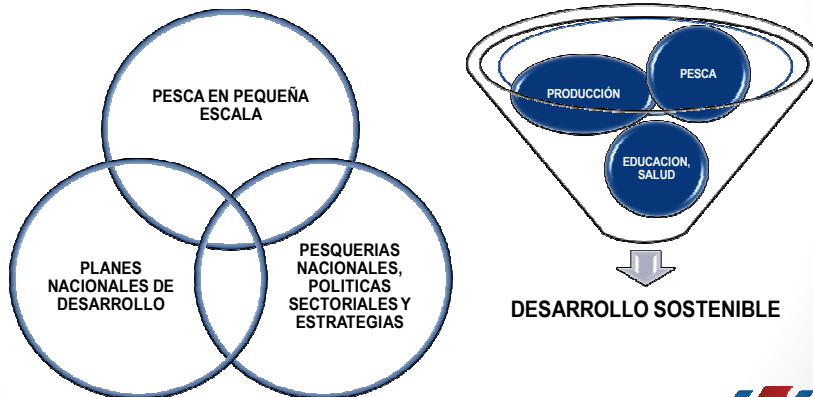 PESCA EN PEQUEÑA
ESCALA
PLANES
NACIONALES DE
DESARROLLO
PESQUERIAS
NACIONALES,
POLITICAS
SECTORIALES Y
ESTRATEGIAS
PRODUCCIÓN
PESCA
EDUCACION,
SALUD
DESARROLLO SOSTENIBLE